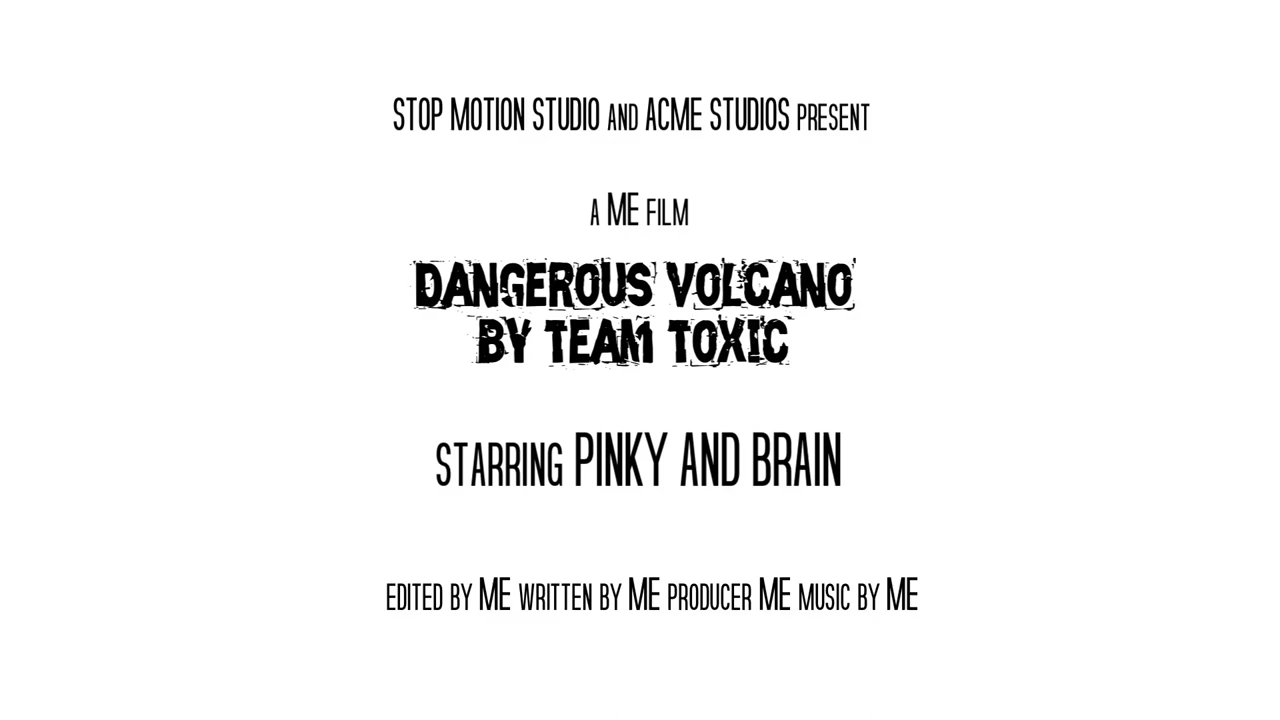 STOP MOTION STUDIO AND ACME STUDIOS PRESENT
A ME FILM
DANGEROUS VOLCANO
BY TEAM TOXIC
STARRING PINKY AND BRAIN
EDITED BY ME WRITTEN BY ME PRODUCER ME MUSIC BY ME